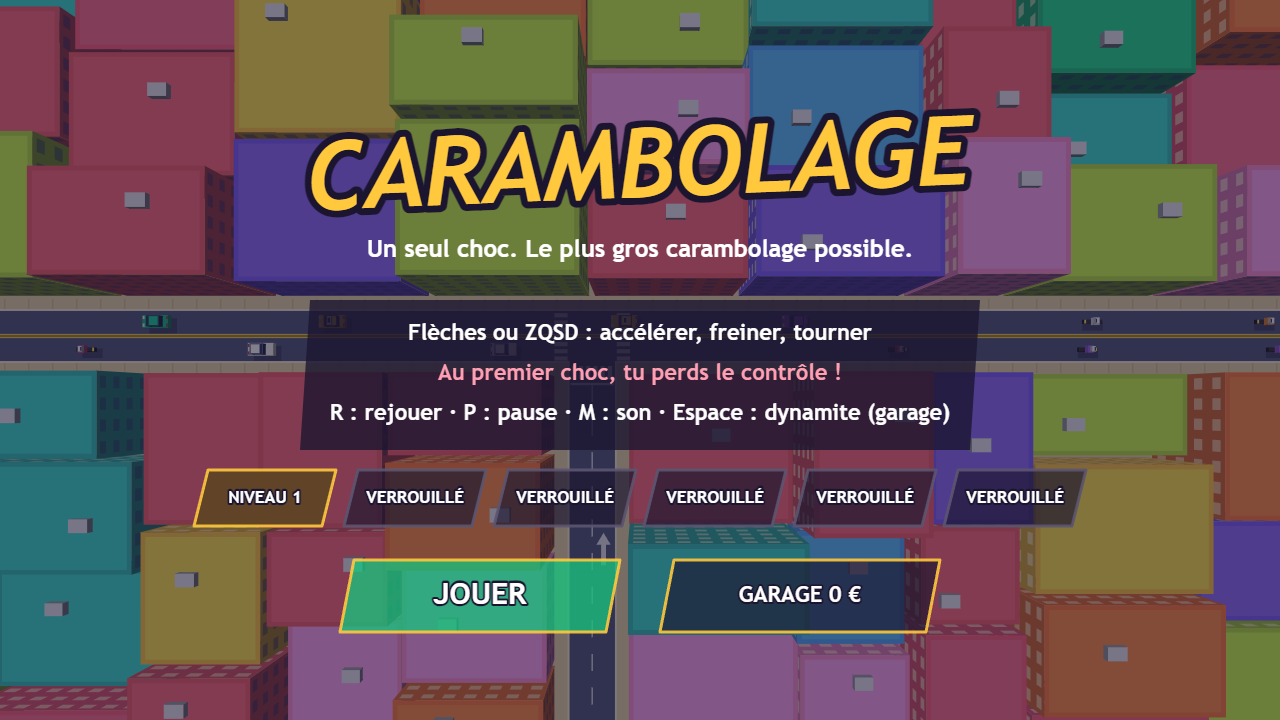 CARAMBOLAGE
Un seul choc. Le plus gros carambolage possible.
Flèches ou ZQSD : accélérer, freiner, tourner
Au premier choc, tu perds le contrôle !
R : rejouer · P : pause · M : son · Espace : dynamite (garage)
NIVEAU 1 VERROUILLÉ VERROUILLÉ VERROUILLÉ VERROUILLÉ VERROUILLÉ
JOUER GARAGE 0 €